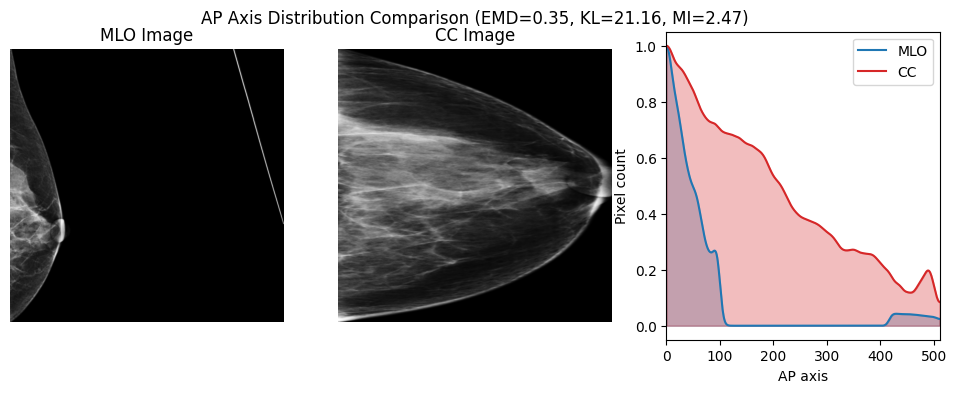 AP Axis Distribution Comparison (EMD=0.35, KL=21.16, MI=2.47)
MLO Image
CC Image
MLO
CC
1.0
0.8
0.6
0.4
0.2
0.0
Pixel count
0 100 200 300 400 500
AP axis